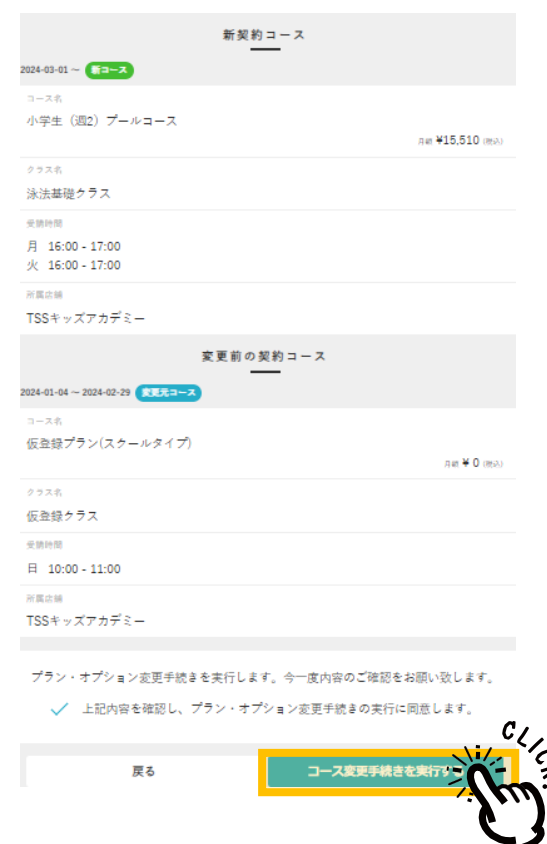 新契約コース
2024-03-01 ～ 新コース
コース名
小学生（週2）プールコース
月額 ¥15,510 (税込)
クラス名
泳法基礎クラス
受講時間
月 16:00 - 17:00
火 16:00 - 17:00
所属店舗
TSSキッズアカデミー
変更前の契約コース
2024-01-04 ～ 2024-02-29 変更元コース
コース名
仮登録プラン(スクールタイプ)
月額 ¥ 0 (税込)
クラス名
仮登録クラス
受講時間
日 10:00 - 11:00
所属店舗
TSSキッズアカデミー
プラン・オプション変更手続きを実行します。今一度内容のご確認をお願い致します。
上記内容を確認し、プラン・オプション変更手続きの実行に同意します。
CLICK!
戻る
コース変更手続きを実行する